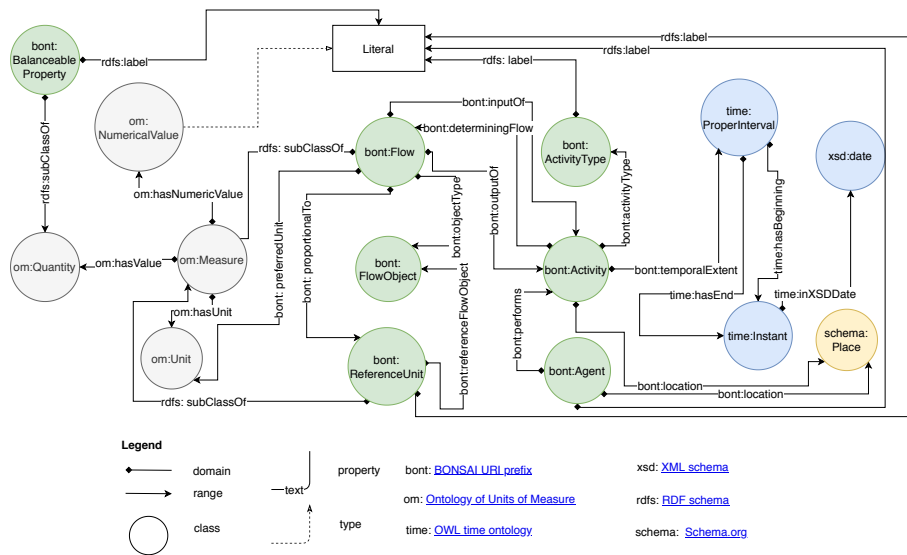 rdfs:label
rdfs:label
bont:
Balanceable
Property
rdfs:label
Literal
rdfs: label
om:
NumericalValue
bont:inputOf
bont:determiningFlow
time:
ProperInterval
rdfs:subClassOf
rdfs: subClassOf
bont:Flow
bont:
ActivityType
xsd:date
om:hasNumericValue
bont: preferredUnit
bont: proportionalTo
bont:objectType
bont:outputOf
bont:activityType
time:hasBeginning
om:Quantity
om:hasValue
om:Measure
bont:
FlowObject
bont:Activity
bont:temporalExtent
om:hasUnit
time:hasEnd
time:inXSDDate
bont:referenceFlowObject
bont:performs
om:Unit
bont:
ReferenceUnit
time:Instant
schema:
Place
bont:Agent
bont:location
bont:location
rdfs: subClassOf
Legend
domain
range
class
text
property
type
bont: BONSAI URI prefix
om: Ontology of Units of Measure
time: OWL time ontology
xsd: XML schema
rdfs: RDF schema
schema: Schema.org